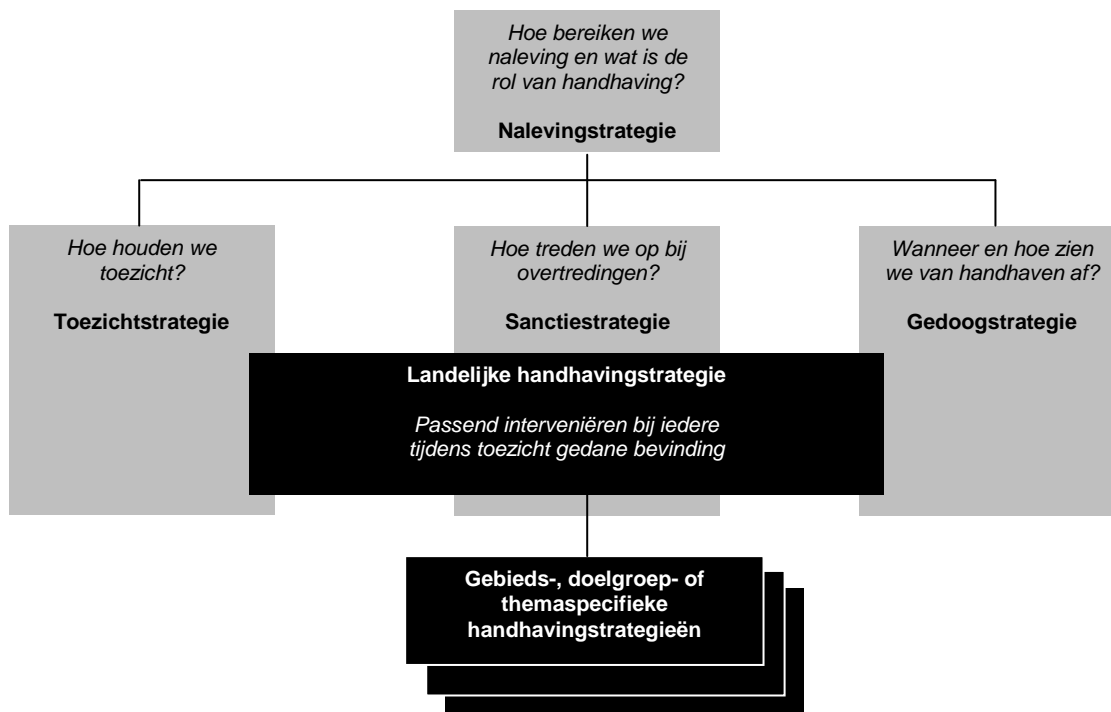 Hoe bereiken we
naleving en wat is de
rol van handhaving?
Nalevingstrategie
Hoe houden we
toezicht?
Toezichtstrategie
Hoe treden we op bij
overtredingen?
Sanctiestrategie
Wanneer en hoe zien
we van handhaven af?
Gedoogstrategie
Landelijke handhavingstrategie
Passend interveniëren bij iedere
tijdens toezicht gedane bevinding
Gebieds-, doelgroep- of
themaspecifieke
handhavingstrategieën